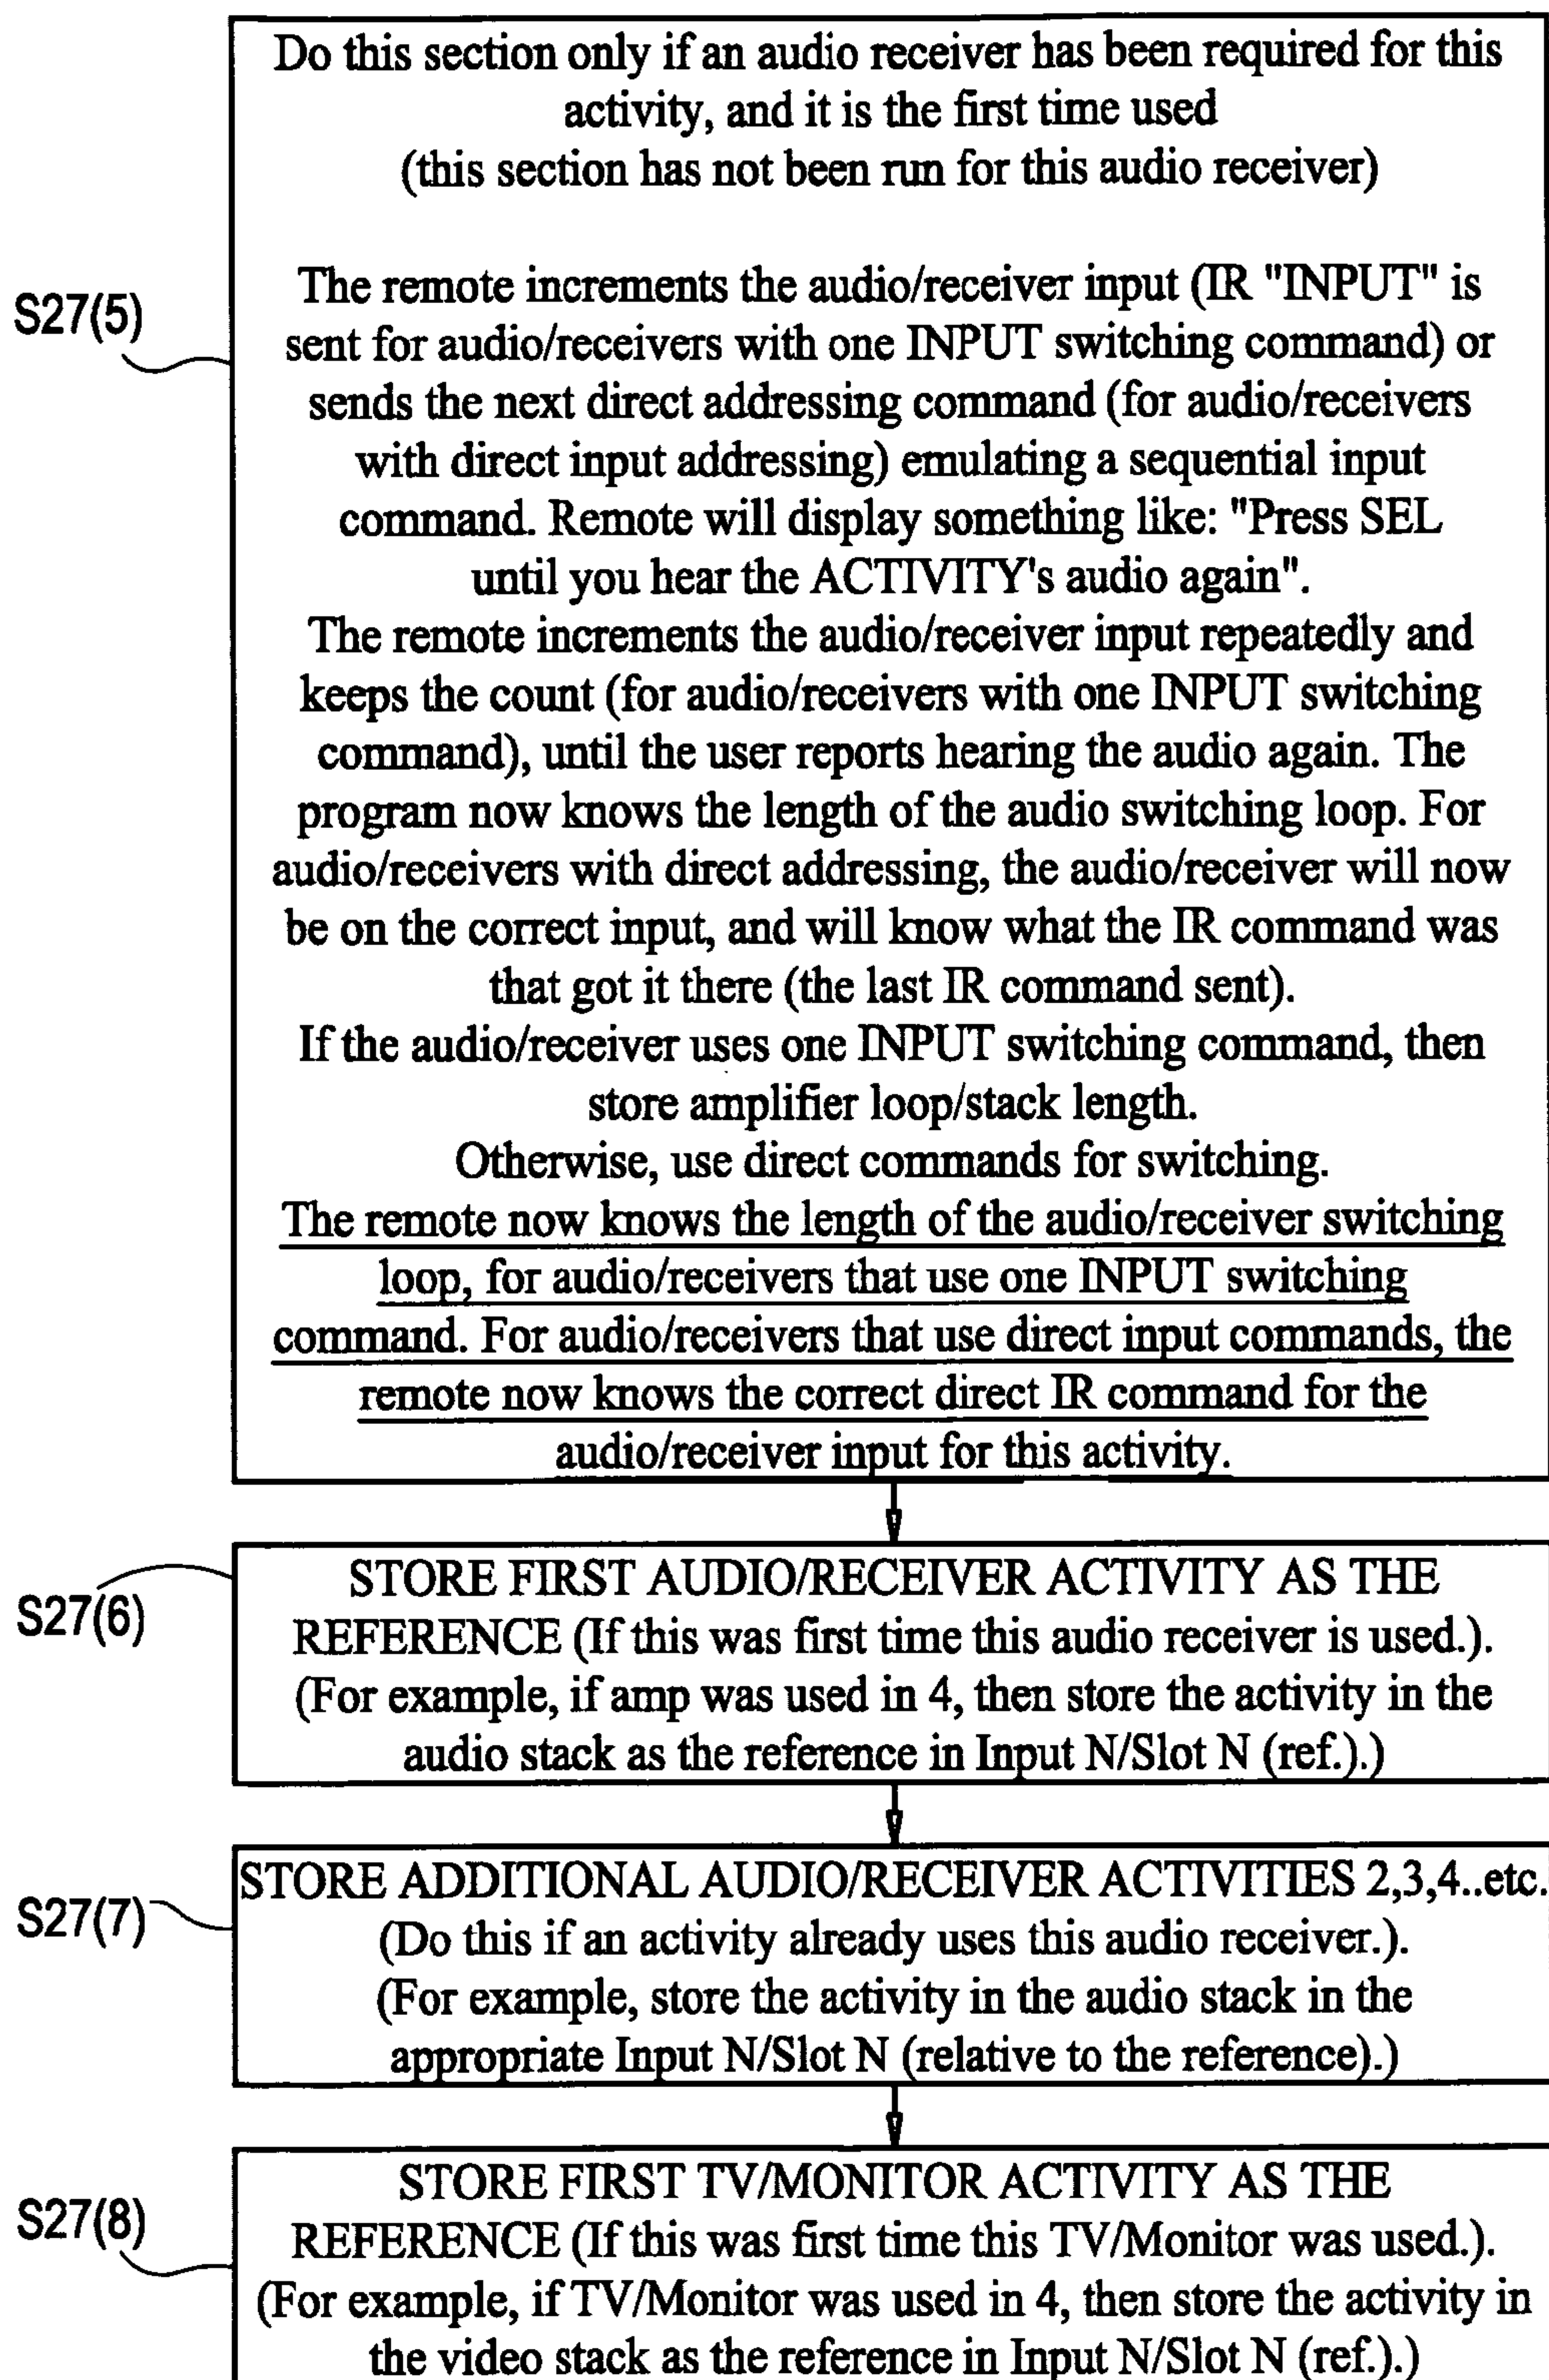 Do this section only if an audio receiver has been required for this
activity, and it is the first time used
(this section has not been run for this audio receiver)
S27(5)
The remote increments the audio/receiver input (IR "INPUT" is
sent for audio/receivers with one INPUT switching command) or
sends the next direct addressing command (for audio/receivers
with direct input addressing) emulating a sequential input
command. Remote will display something like: "Press SEL
until you hear the ACTIVITY's audio again".
The remote increments the audio/receiver input repeatedly and
keeps the count (for audio/receivers with one INPUT switching
command), until the user reports hearing the audio again. The
program now knows the length of the audio switching loop. For
audio/receivers with direct addressing, the audio/receiver will now
be on the correct input, and will know what the IR command was
that got it there (the last IR command sent).
If the audio/receiver uses one INPUT switching command, then
store amplifier loop/stack length.
Otherwise, use direct commands for switching.
The remote now knows the length of the audio/receiver switching
loop, for audio/receivers that use one INPUT switching
command. For audio/receivers that use direct input commands, the
remote now knows the correct direct IR command for the
audio/receiver input for this activity.
S27(6)
STORE FIRST AUDIO/RECEIVER ACTIVITY AS THE
REFERENCE (If this was first time this audio receiver is used.).
(For example, if amp was used in 4, then store the activity in the
audio stack as the reference in Input N/Slot N (ref.).)
S27(7)
STORE ADDITIONAL AUDIO/RECEIVER ACTIVITIES 2,3,4..etc.
(Do this if an activity already uses this audio receiver.).
(For example, store the activity in the audio stack in the
appropriate Input N/Slot N (relative to the reference).)
S27(8)
STORE FIRST TV/MONITOR ACTIVITY AS THE
REFERENCE (If this was first time this TV/Monitor was used.).
(For example, if TV/Monitor was used in 4, then store the activity in
the video stack as the reference in Input N/Slot N (ref.).)